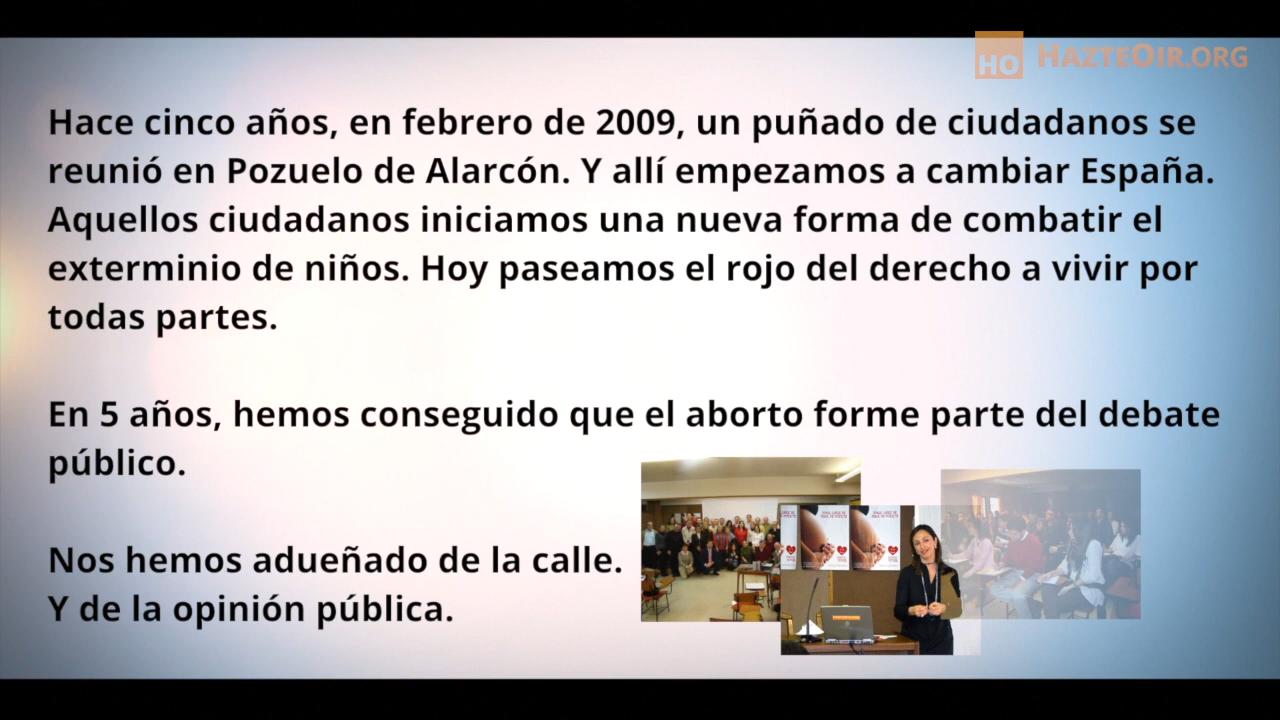 HO HAZTEOIR.ORG
Hace cinco años, en febrero de 2009, un puñado de ciudadanos se
reunió en Pozuelo de Alarcón. Y allí empezamos a cambiar España.
Aquellos ciudadanos iniciamos una nueva forma de combatir el
exterminio de niños. Hoy paseamos el rojo del derecho a vivir por
todas partes.
En 5 años, hemos conseguido que el aborto forme parte del debate
público.
Nos hemos adueñado de la calle.
Y de la opinión pública.